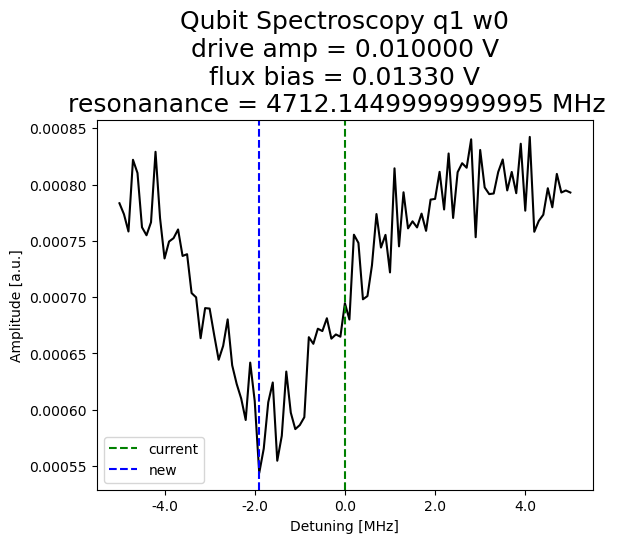 Qubit Spectroscopy q1 w0
drive amp = 0.010000 V
flux bias = 0.01330 V
resonanance = 4712.1449999999995 MHz
0.00085
0.00080
0.00075
0.00070
0.00065
0.00060
0.00055
Amplitude [a.u.]
current
new
-4.0
-2.0
0.0
2.0
4.0
Detuning [MHz]